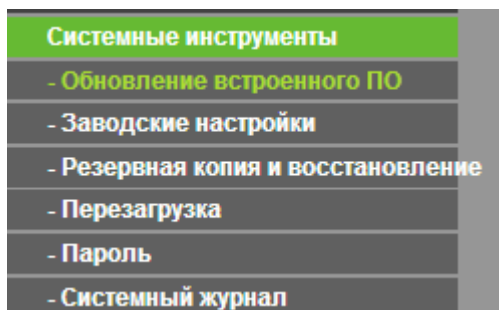 Системные инструменты
- Обновление встроенного ПО
- Заводские настройки
- Резервная копия и восстановление
- Перезагрузка
- Пароль
- Системный журнал